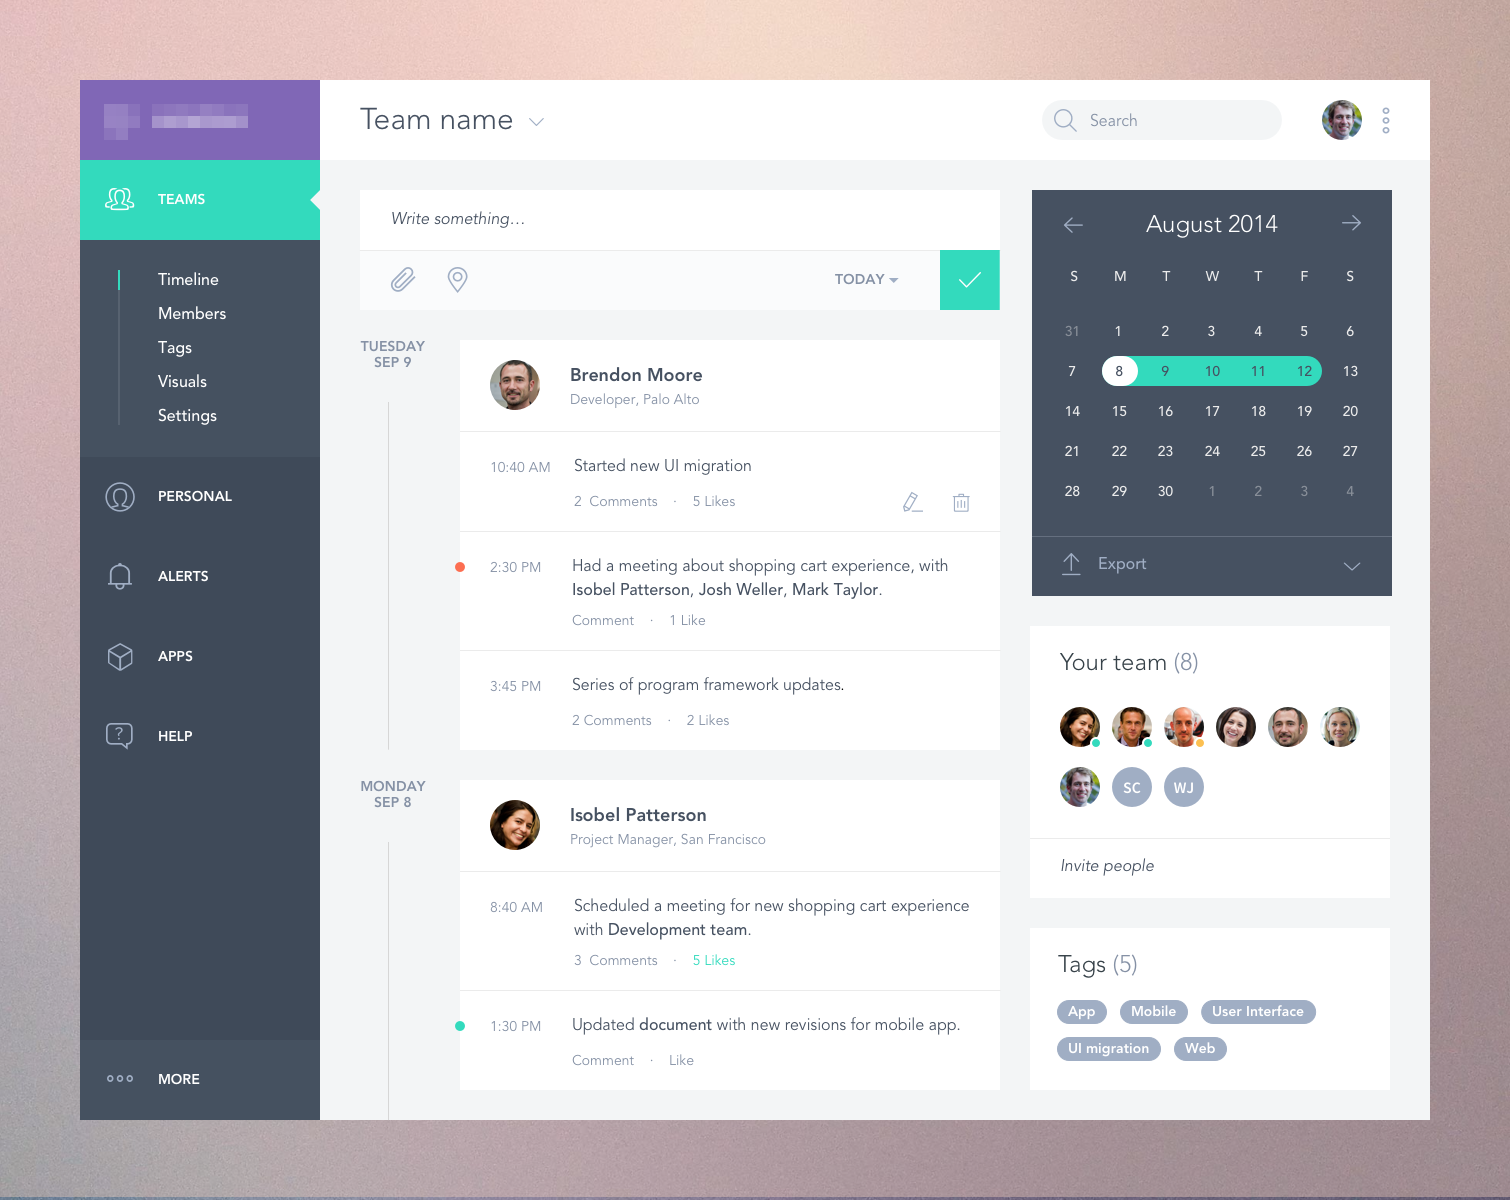 Team name
Search
TEAMS
Timeline
Members
Tags
Visuals
Settings
PERSONAL
ALERTS
APPS
? HELP
MORE
Write something...
TODAY
TUESDAY
SEP 9
Brendon Moore
Developer, Palo Alto
10:40 AM Started new UI migration
2 Comments · 5 Likes
2:30 PM Had a meeting about shopping cart experience, with
Isobel Patterson, Josh Weller, Mark Taylor.
Comment · 1 Like
3:45 PM Series of program framework updates.
2 Comments · 2 Likes
MONDAY
SEP 8
Isobel Patterson
Project Manager, San Francisco
8:40 AM Scheduled a meeting for new shopping cart experience
with Development team.
3 Comments · 5 Likes
1:30 PM Updated document with new revisions for mobile app.
Comment · Like
August 2014
S M T W T F S
31 1 2 3 4 5 6
7 8 9 10 11 12 13
14 15 16 17 18 19 20
21 22 23 24 25 26 27
28 29 30 1 2 3 4
Export
Your team (8)
SC WJ
Invite people
Tags (5)
App Mobile User Interface
UI migration Web